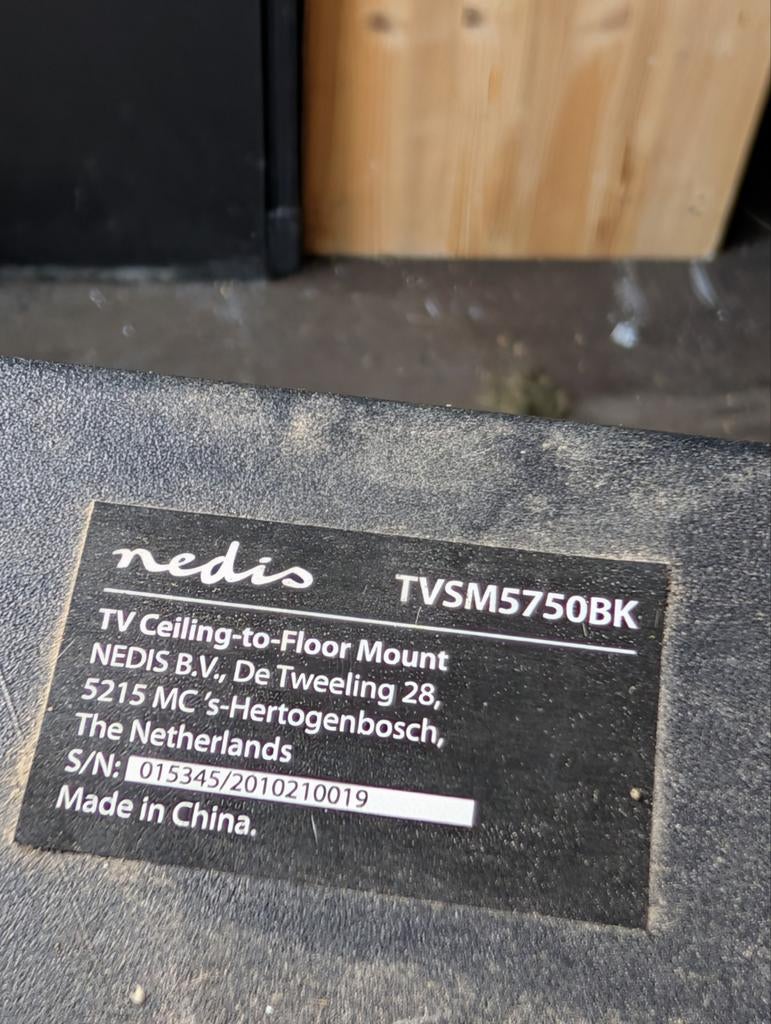 nedis TVSM5750BK
TV Ceiling-to-Floor Mount
NEDIS B.V., De Tweeling 28,
5215 MC 's-Hertogenbosch,
The Netherlands
S/N: 015345/2010210019
Made in China.